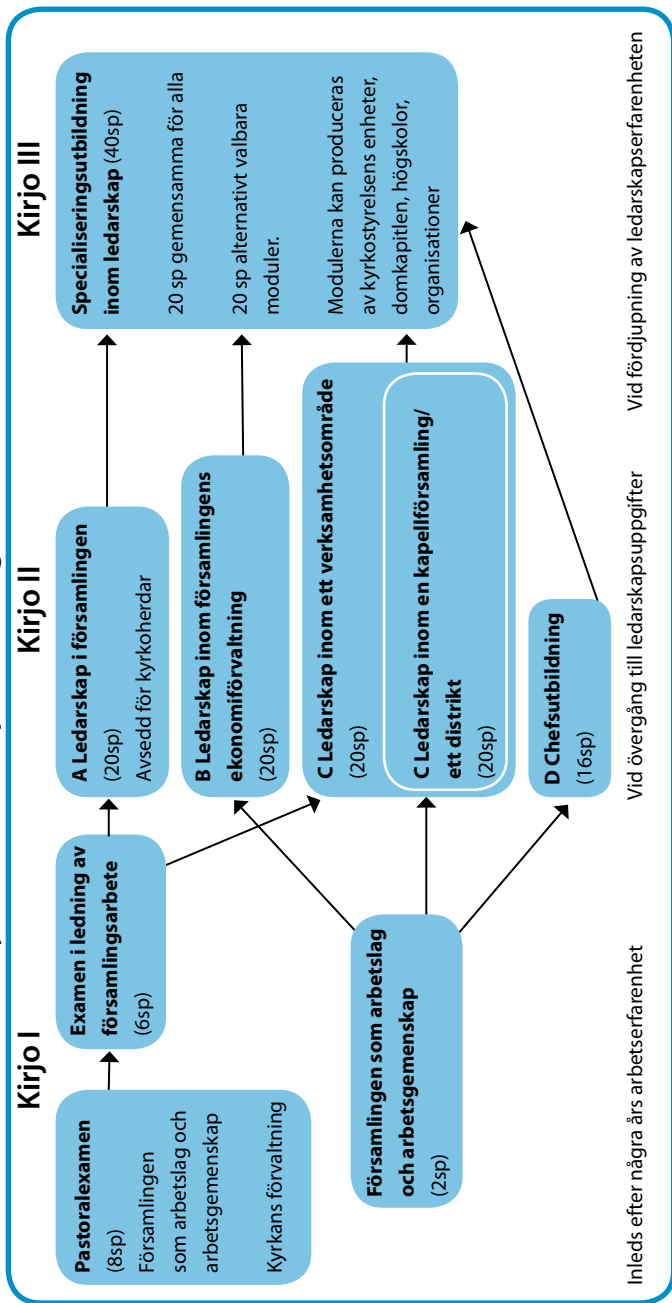 Kirjo I
Pastoralexamen
(8sp)
Församlingen
som arbetslag och
arbetsgemenskap
Kyrkans förvaltning
Examen i ledning av
församlingsarbete
(6sp)
Församlingen som arbetslag
och arbetsgemenskap
(2sp)
Inleds efter några års arbetserfarenhet
Kirjo II
A Ledarskap i församlingen
(20sp)
Avsedd för kyrkoherdar
B Ledarskap inom församlingens
ekonomiförvaltning
(20sp)
C Ledarskap inom ett verksamhetsområde
(20sp)
C Ledarskap inom en kapellförsamling/
ett distrikt
(20sp)
D Chefsutbildning
(16sp)
Vid övergång till ledarskapsuppgifter
Kirjo III
Specialiseringsutbildning
inom ledarskap (40sp)
20 sp gemensamma för alla
20 sp alternativt valbara
moduler.
Modulerna kan produceras
av kyrkostyrelsens enheter,
domkapitlen, högskolor,
organisationer
Vid fördjupning av ledarskapserfarenheten